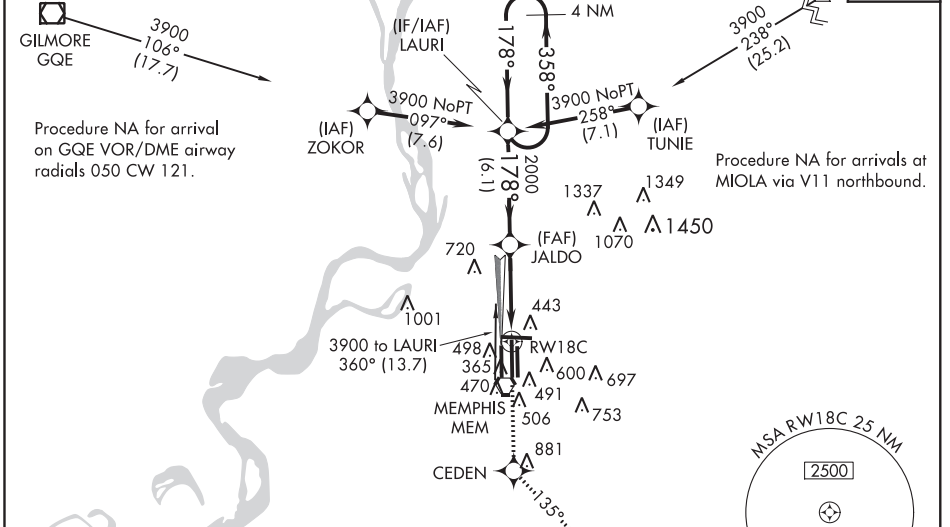 GILMORE
GQE
3900
106°
(17.7)
(IF/IAF)
LAURI
4 NM
178°
358°
3900
238°
(25.2)
(IAF)
ZOKOR
3900 NoPT
097°
(7.6)
3900 NoPT
258°
(7.1)
(IAF)
TUNIE
Procedure NA for arrival
on GQE VOR/DME airway
radials 050 CW 121.
Procedure NA for arrivals at
MIOLA via V11 northbound.
2000
178°
(6.1)
1337
1349
1070
1450
(FAF)
JALDO
720
1001
443
3900 to LAURI
360° (13.7)
498
365
470
RW18C
600
697
491
506
753
MEMPHIS
MEM
881
CEDEN
135°
MSA RW18C 25 NM
2500